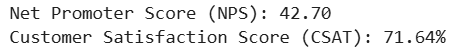 Net Promoter Score (NPS): 42.70
Customer Satisfaction Score (CSAT): 71.64%